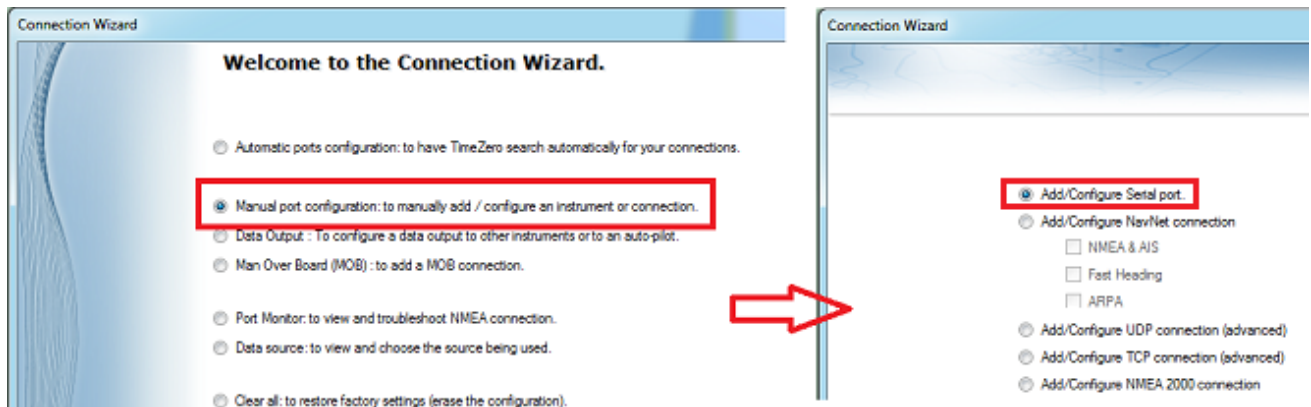 Connection Wizard
Welcome to the Connection Wizard.
Automatic ports configuration: to have TimeZero search automatically for your connections.
Manual port configuration: to manually add / configure an instrument or connection.
Data Output : To configure a data output to other instruments or to an auto-pilot.
Man Over Board (MOB) : to add a MOB connection.
Port Monitor: to view and troubleshoot NMEA connection.
Data source: to view and choose the source being used.
Clear all: to restore factory settings (erase the configuration).
Connection Wizard
Add/Configure Serial port.
Add/Configure NavNet connection
NMEA & AIS
Fast Heading
ARPA
Add/Configure UDP connection (advanced)
Add/Configure TCP connection (advanced)
Add/Configure NMEA 2000 connection